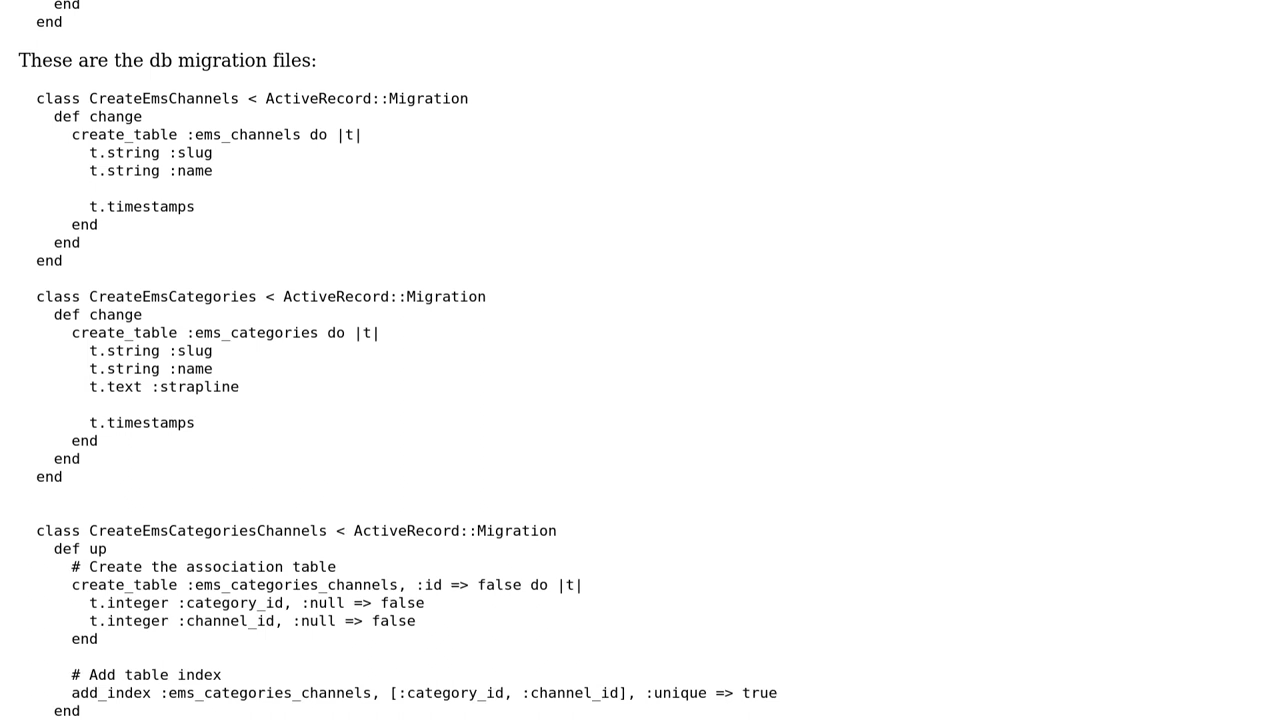 end
end
These are the db migration files:
class CreateEmsChannels < ActiveRecord::Migration
  def change
    create_table :ems_channels do |t|
      t.string :slug
      t.string :name

      t.timestamps
    end
  end
end

class CreateEmsCategories < ActiveRecord::Migration
  def change
    create_table :ems_categories do |t|
      t.string :slug
      t.string :name
      t.text :strapline

      t.timestamps
    end
  end
end


class CreateEmsCategoriesChannels < ActiveRecord::Migration
  def up
    # Create the association table
    create_table :ems_categories_channels, :id => false do |t|
      t.integer :category_id, :null => false
      t.integer :channel_id, :null => false
    end

    # Add table index
    add_index :ems_categories_channels, [:category_id, :channel_id], :unique => true
  end